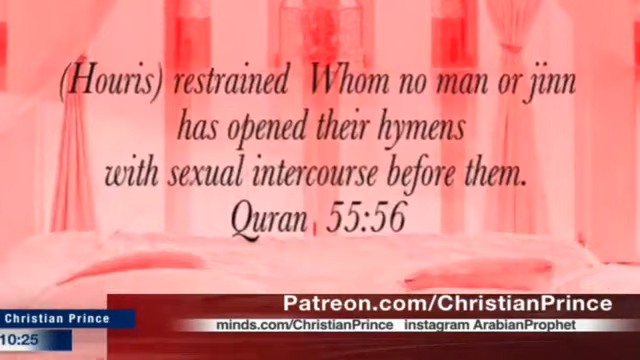 (Houris) restrained Whom no man or jinn
has opened their hymens
with sexual intercourse before them.
Quran 55:56
Patreon.com/ChristianPrince
Christian Prince
minds.com/ChristianPrince instagram ArabianProphet
10:25